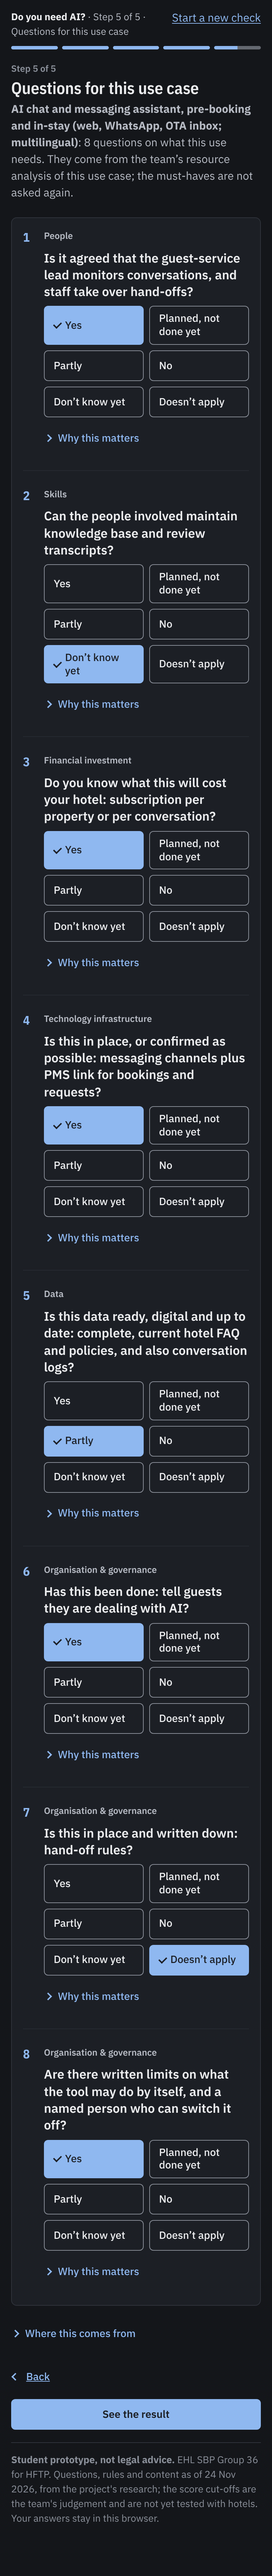 Do you need AI? · Step 5 of 5 ·
Questions for this use case
Start a new check
Step 5 of 5
Questions for this use case
AI chat and messaging assistant, pre-booking
and in-stay (web, WhatsApp, OTA inbox;
multilingual): 8 questions on what this use
needs. They come from the team's resource
analysis of this use case; the must-haves are not
asked again.
1
People
Is it agreed that the guest-service
lead monitors conversations, and
staff take over hand-offs?
Yes
Planned, not
done yet
Partly
No
Don't know yet
Doesn't apply
Why this matters
2
Skills
Can the people involved maintain
knowledge base and review
transcripts?
Yes
Planned, not
done yet
Partly
No
Don't know
yet
Doesn't apply
Why this matters
3
Financial investment
Do you know what this will cost
your hotel: subscription per
property or per conversation?
Yes
Planned, not
done yet
Partly
No
Don't know yet
Doesn't apply
Why this matters
4
Technology infrastructure
Is this in place, or confirmed as
possible: messaging channels plus
PMS link for bookings and
requests?
Yes
Planned, not
done yet
Partly
No
Don't know yet
Doesn't apply
Why this matters
5
Data
Is this data ready, digital and up to
date: complete, current hotel FAQ
and policies, and also conversation
logs?
Yes
Planned, not
done yet
Partly
No
Don't know yet
Doesn't apply
Why this matters
6
Organisation & governance
Has this been done: tell guests
they are dealing with AI?
Yes
Planned, not
done yet
Partly
No
Don't know yet
Doesn't apply
Why this matters
7
Organisation & governance
Is this in place and written down:
hand-off rules?
Yes
Planned, not
done yet
Partly
No
Don't know yet
Doesn't apply
Why this matters
8
Organisation & governance
Are there written limits on what
the tool may do by itself, and a
named person who can switch it
off?
Yes
Planned, not
done yet
Partly
No
Don't know yet
Doesn't apply
Why this matters
Where this comes from
Back
See the result
Student prototype, not legal advice. EHL SBP Group 36
for HFTP. Questions, rules and content as of 24 Nov
2026, from the project's research; the score cut-offs are
the team's judgement and are not yet tested with hotels.
Your answers stay in this browser.